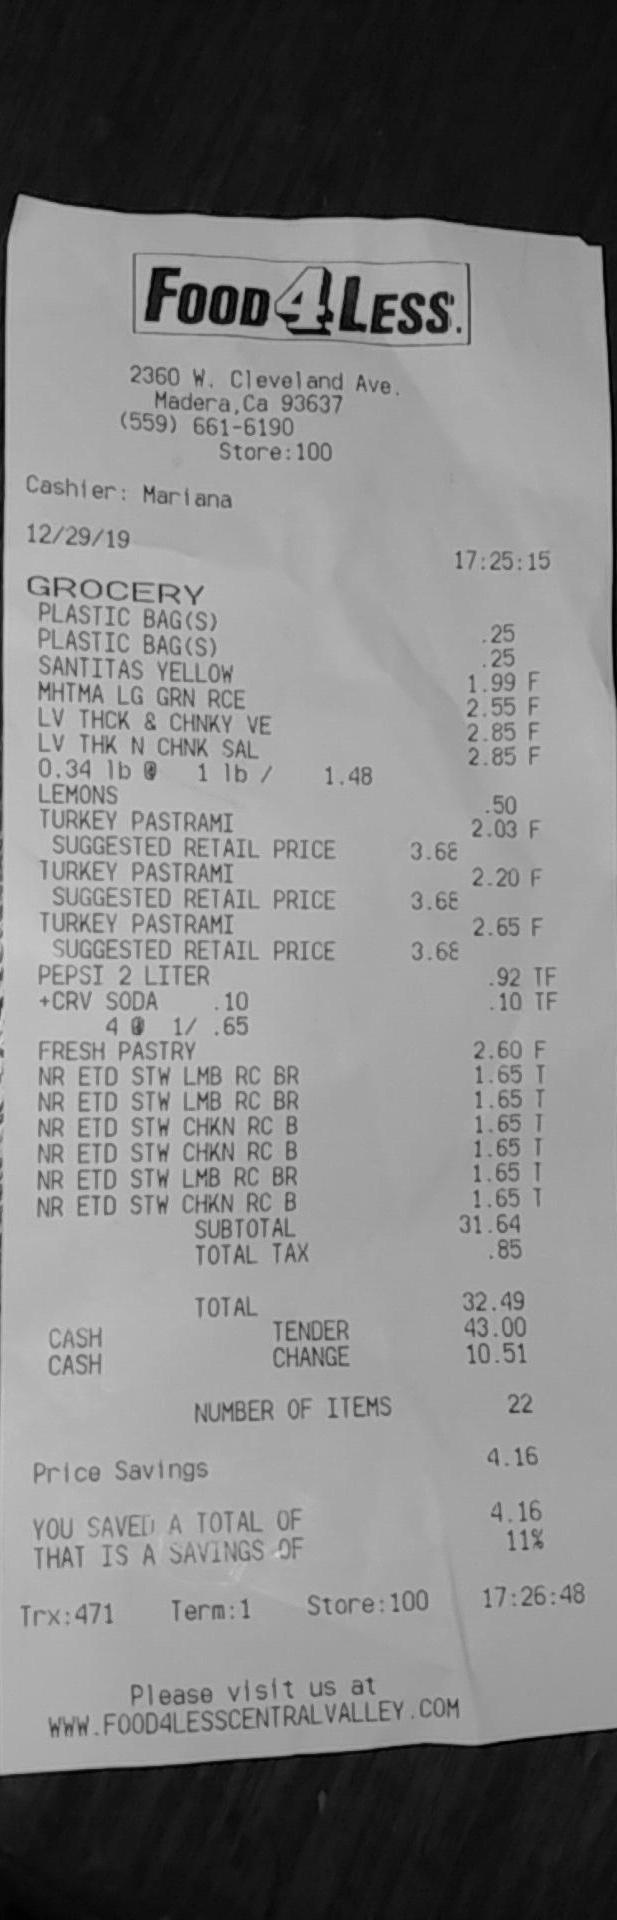 FOOD 4 LESS.
2360 W. Cleveland Ave.
Madera,Ca 93637
(559) 661-6190
Store:100
Cashier: Mariana
12/29/19 17:25:15
GROCERY
PLASTIC BAG(S) .25
PLASTIC BAG(S) .25
SANTITAS YELLOW 1.99 F
MHTMA LG GRN RCE 2.55 F
LV THCK & CHNKY VE 2.85 F
LV THK N CHNK SAL 2.85 F
0.34 lb @ 1 lb / 1.48
LEMONS .50
TURKEY PASTRAMI 2.03 F
SUGGESTED RETAIL PRICE 3.68
TURKEY PASTRAMI 2.20 F
SUGGESTED RETAIL PRICE 3.68
TURKEY PASTRAMI 2.65 F
SUGGESTED RETAIL PRICE 3.68
PEPSI 2 LITER .92 TF
+CRV SODA .10 .10 TF
4 @ 1/ .65
FRESH PASTRY 2.60 F
NR ETD STW LMB RC BR 1.65 T
NR ETD STW LMB RC BR 1.65 T
NR ETD STW CHKN RC B 1.65 T
NR ETD STW CHKN RC B 1.65 T
NR ETD STW LMB RC BR 1.65 T
NR ETD STW CHKN RC B 1.65 T
SUBTOTAL 31.64
TOTAL TAX .85
TOTAL 32.49
CASH TENDER 43.00
CASH CHANGE 10.51
NUMBER OF ITEMS 22
Price Savings 4.16
YOU SAVED A TOTAL OF 4.16
THAT IS A SAVINGS OF 11%
Trx:471 Term:1 Store:100 17:26:48
Please visit us at
WWW.FOOD4LESSCENTRALVALLEY.COM